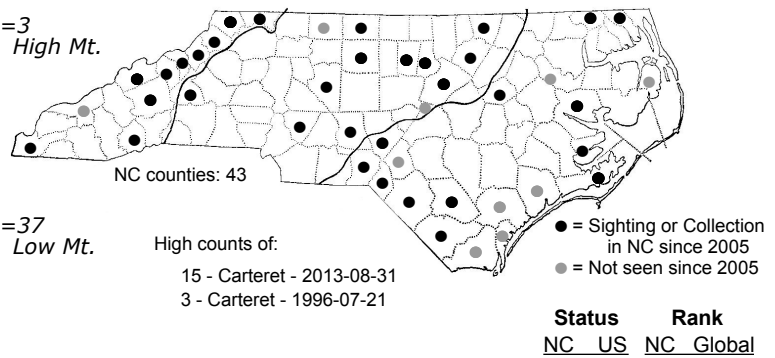 =3
High Mt.
NC counties: 43
=37
Low Mt.
High counts of:
15 - Carteret - 2013-08-31
3 - Carteret - 1996-07-21
= Sighting or Collection
in NC since 2005
= Not seen since 2005
Status Rank
NC US NC Global